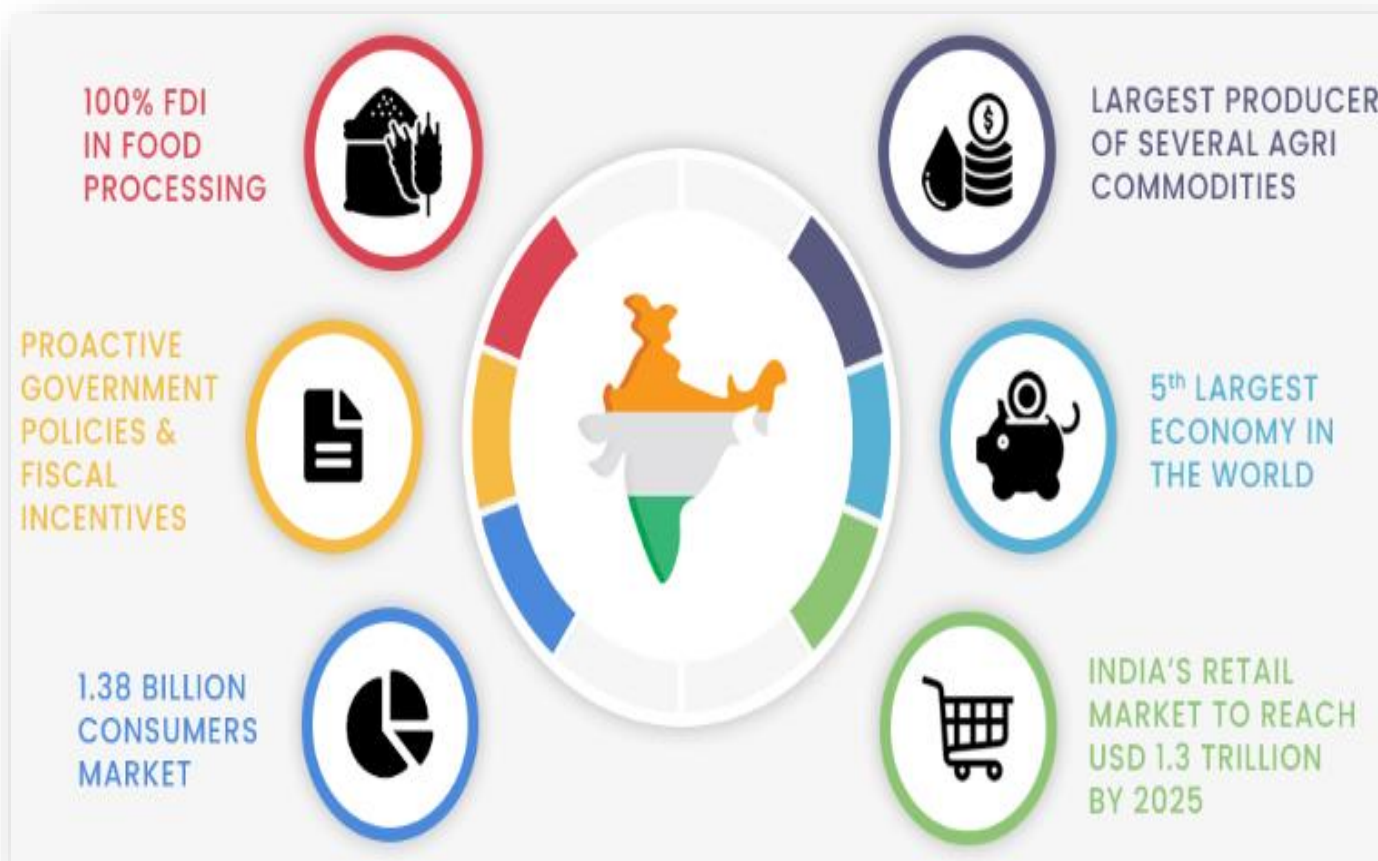 100% FDI
IN FOOD
PROCESSING
PROACTIVE
GOVERNMENT
POLICIES &
FISCAL
INCENTIVES
1.38 BILLION
CONSUMERS
MARKET
$
LARGEST PRODUCER
OF SEVERAL AGRI
COMMODITIES
5th LARGEST
ECONOMY IN
THE WORLD
INDIA'S RETAIL
MARKET TO REACH
USD 1.3 TRILLION
BY 2025